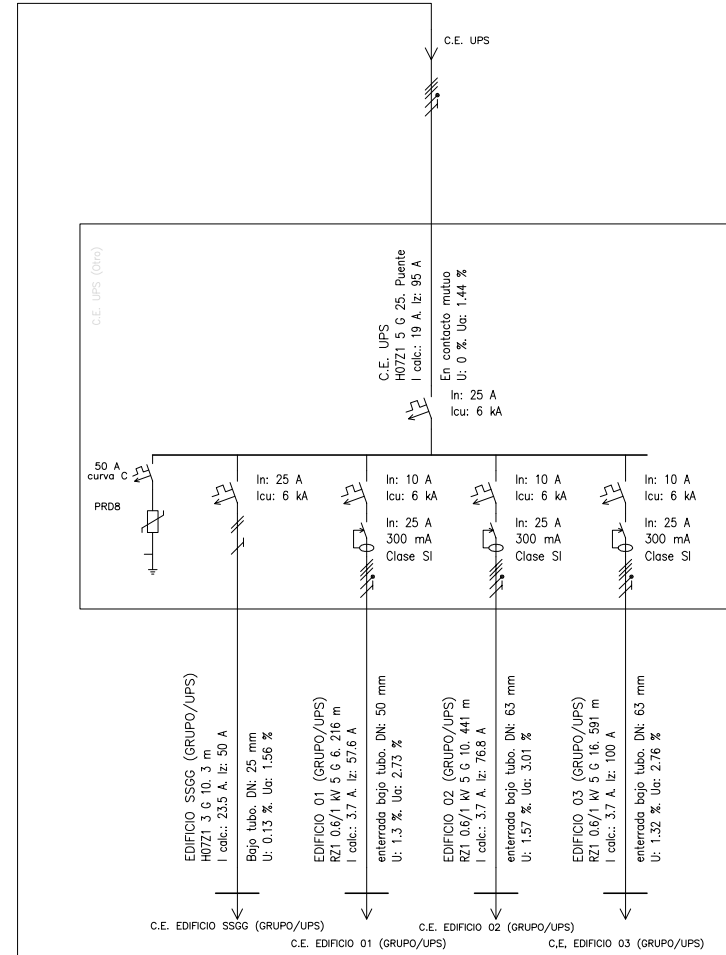 C.E. UPS
C.E. UPS (Otro)
C.E. UPS
H07Z1 5 G 25. Puente
I calc.: 19 A. Iz: 95 A
En contacto mutuo
U: 0 %. Ua: 1.44 %
In: 25 A
Icu: 6 kA
50 A
curva C
PRD8
In: 25 A
Icu: 6 kA
In: 10 A
Icu: 6 kA
In: 25 A
300 mA
Clase SI
In: 10 A
Icu: 6 kA
In: 25 A
300 mA
Clase SI
In: 10 A
Icu: 6 kA
In: 25 A
300 mA
Clase SI
EDIFICIO SSGG (GRUPO/UPS)
H07Z1 3 G 10. 3 m
I calc.: 23.5 A. Iz: 50 A
Bajo tubo. DN: 25 mm
U: 0.13 %. Ua: 1.56 %
EDIFICIO 01 (GRUPO/UPS)
RZ1 0.6/1 kV 5 G 6. 216 m
I calc.: 3.7 A. Iz: 57.6 A
enterrada bajo tubo. DN: 50 mm
U: 1.3 %. Ua: 2.73 %
EDIFICIO 02 (GRUPO/UPS)
RZ1 0.6/1 kV 5 G 10. 441 m
I calc.: 3.7 A. Iz: 76.8 A
enterrada bajo tubo. DN: 63 mm
U: 1.57 %. Ua: 3.01 %
EDIFICIO 03 (GRUPO/UPS)
RZ1 0.6/1 kV 5 G 16. 591 m
I calc.: 3.7 A. Iz: 100 A
enterrada bajo tubo. DN: 63 mm
U: 1.32 %. Ua: 2.76 %
C.E. EDIFICIO SSGG (GRUPO/UPS)
C.E. EDIFICIO 01 (GRUPO/UPS)
C.E. EDIFICIO 02 (GRUPO/UPS)
C,E, EDIFICIO 03 (GRUPO/UPS)